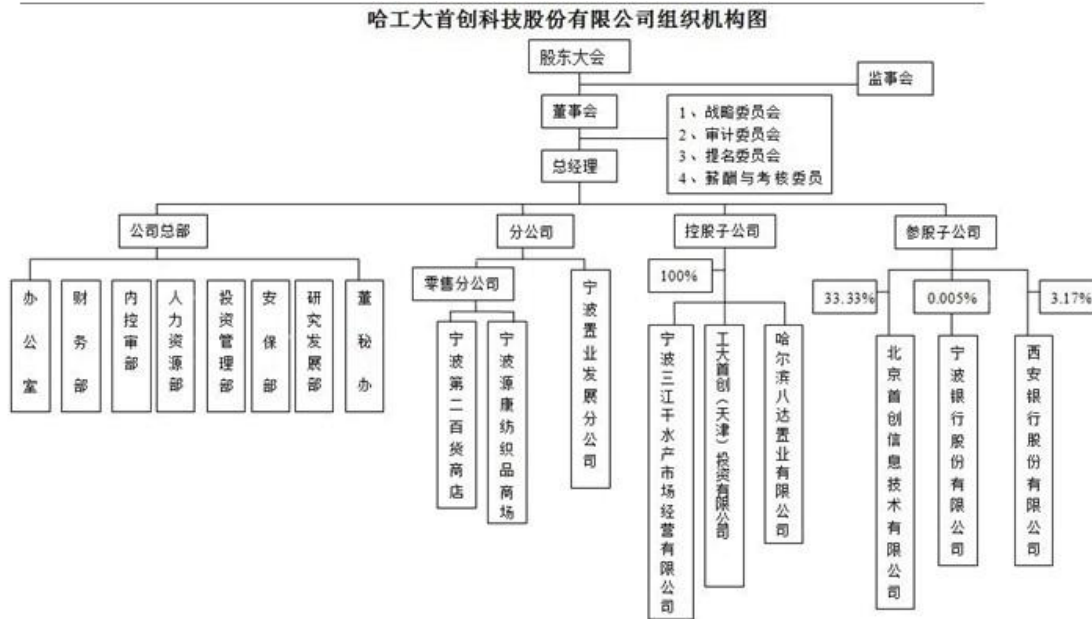 哈工大首创科技股份有限公司组织机构图
股东大会
监事会
董事会
1、战略委员会
2、审计委员会
3、提名委员会
4、薪酬与考核委员
总经理
公司总部
分公司
控股子公司
参股子公司
办公室
财务部
内控审部
人力资源部
投资管理部
安保部
研究发展部
董秘办
零售分公司
宁波第二百货商店
宁波源康纺织品商场
宁波置业发展分公司
100%
宁波三江干水产市场经营有限公司
工大首创（天津）投资有限公司
哈尔滨八达置业有限公司
33.33%
0.005%
3.17%
北京首创信息技术有限公司
宁波银行股份有限公司
西安银行股份有限公司